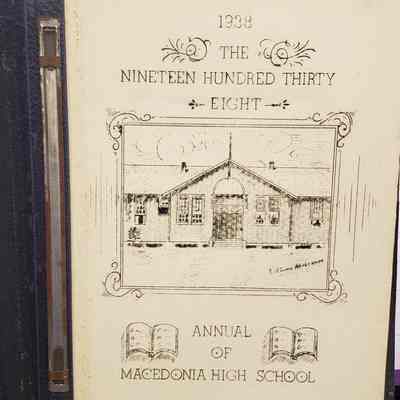 1938
THE
NINETEEN HUNDRED THIRTY
EIGHT
ANNUAL
OF
MACEDONIA HIGH SCHOOL